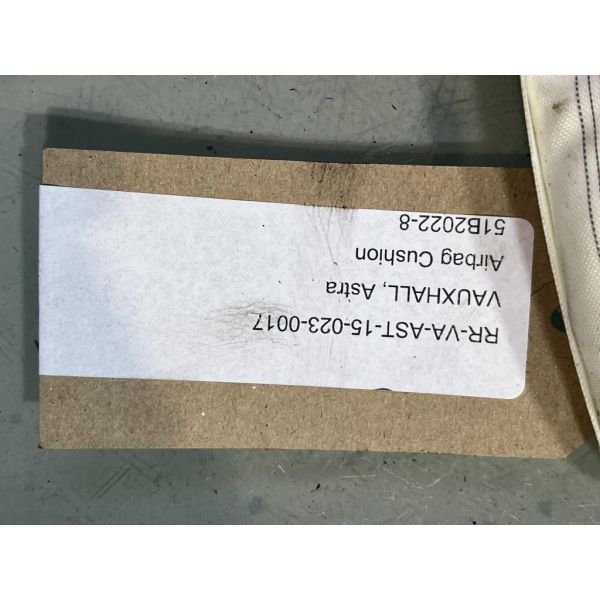 RR-VA-AST-15-023-0017
VAUXHALL, Astra
Airbag Cushion
51B2022-8